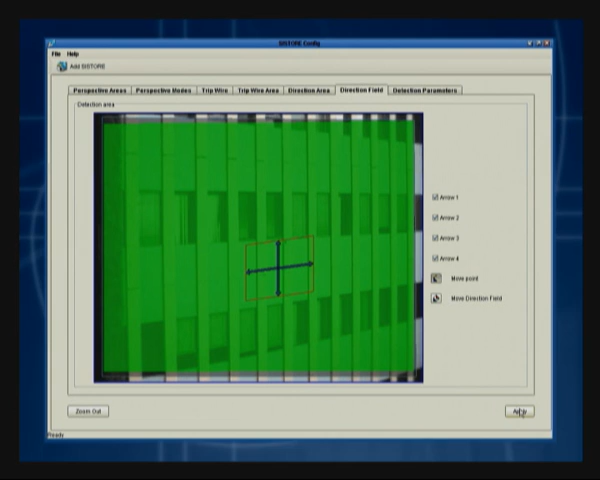 SISTORE Config
File Help
Add SISTORE
Perspective Areas Perspective Modes Trip Wire Trip Wire Area Direction Area Direction Field Detection Parameters
Detection area
Arrow 1
Arrow 2
Arrow 3
Arrow 4
Move point
Move Direction Field
Zoom Out Apply
Ready